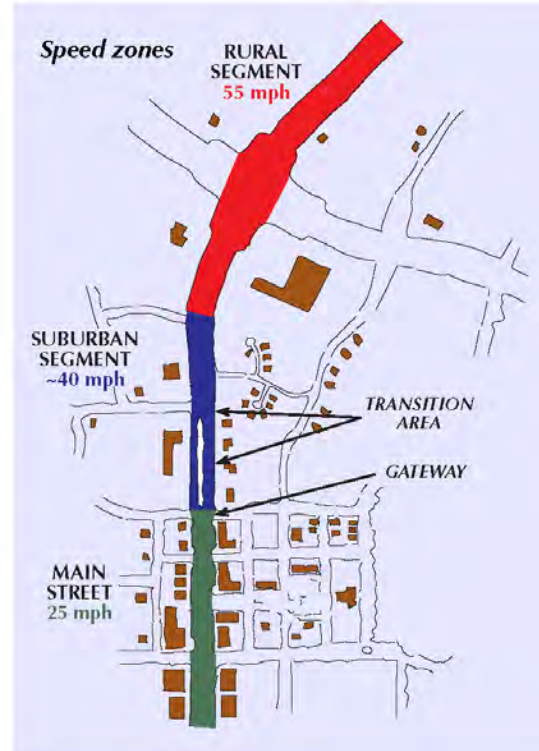 Speed zones
RURAL
SEGMENT
55 mph
SUBURBAN
SEGMENT
~40 mph
TRANSITION
AREA
GATEWAY
MAIN
STREET
25 mph